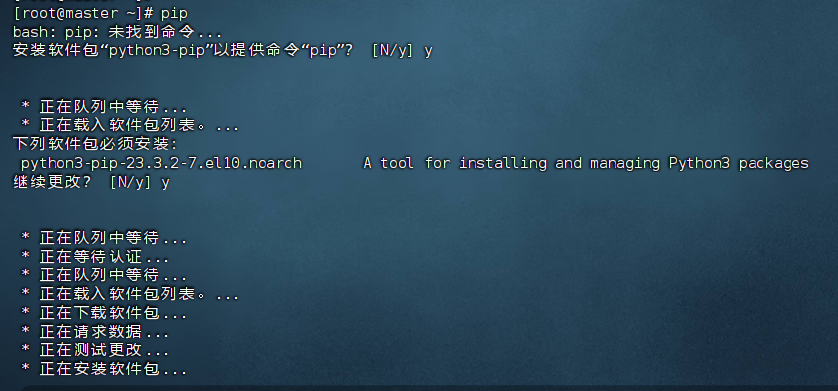 [root@master ~]# pip
bash: pip: 未找到命令...
安装软件包“python3-pip”以提供命令“pip”? [N/y] y
* 正在队列中等待...
* 正在载入软件包列表。...
下列软件包必须安装:
python3-pip-23.3.2-7.el10.noarch A tool for installing and managing Python3 packages
继续更改? [N/y] y
* 正在队列中等待...
* 正在等待认证...
* 正在队列中等待...
* 正在载入软件包列表。...
* 正在下载软件包...
* 正在请求数据...
* 正在测试更改...
* 正在安装软件包...